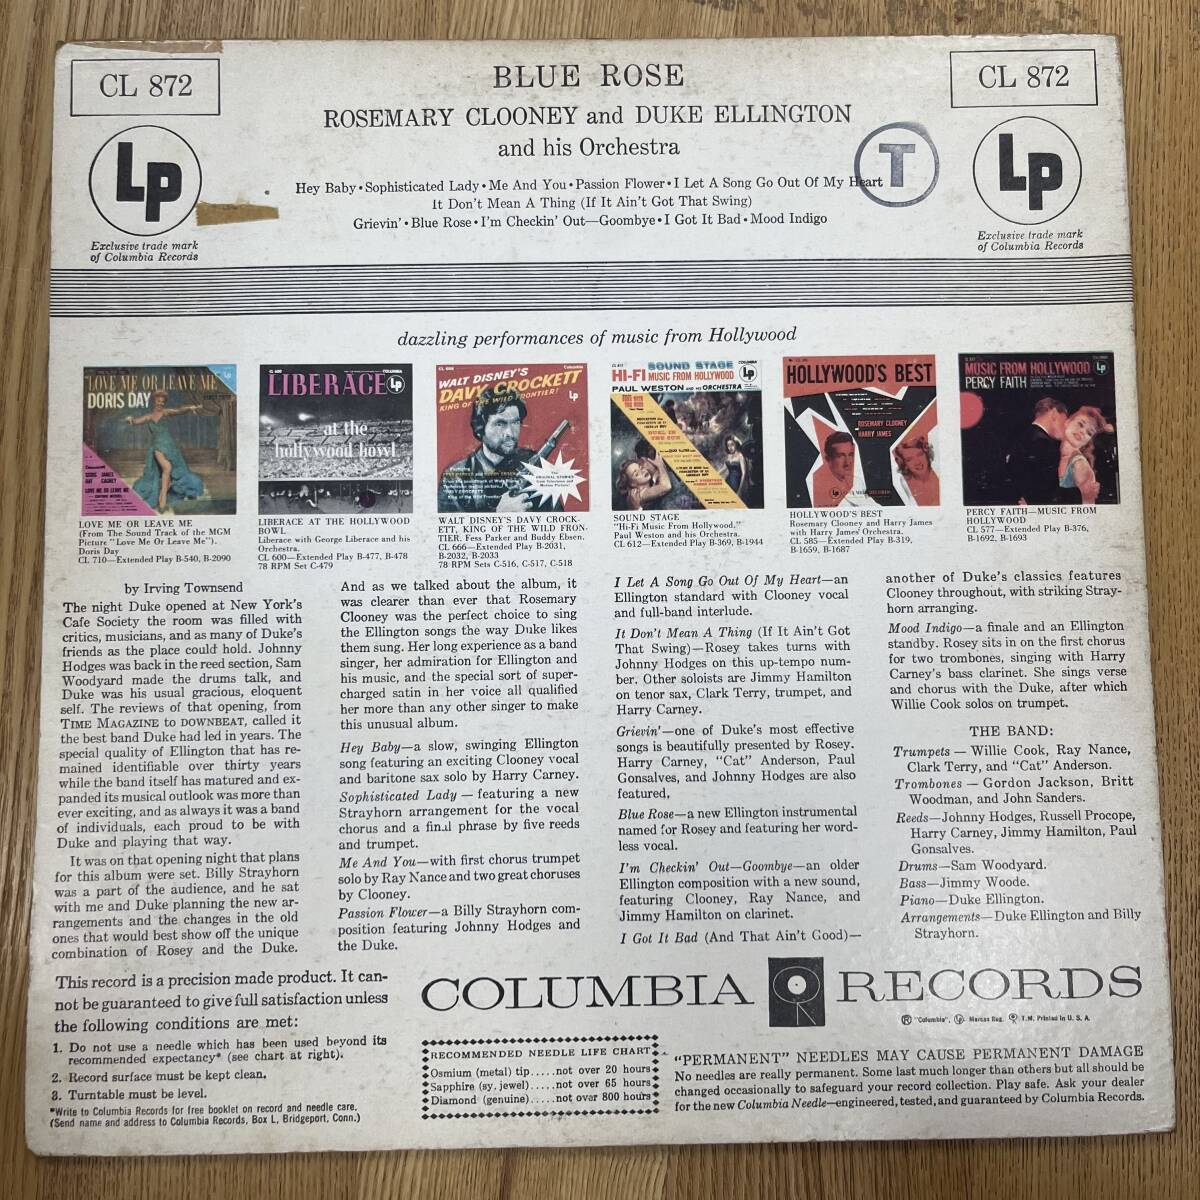 CL 872
BLUE ROSE
CL 872
ROSEMARY CLOONEY and DUKE ELLINGTON
and his Orchestra
Lp
T
Lp
Hey Baby • Sophisticated Lady • Me And You • Passion Flower • I Let A Song Go Out Of My Heart
It Don't Mean A Thing (If It Ain't Got That Swing)
Grievin' • Blue Rose • I'm Checkin' Out—Goombye • I Got It Bad • Mood Indigo
Exclusive trade mark
of Columbia Records
Exclusive trade mark
of Columbia Records
dazzling performances of music from Hollywood
LOVE ME OR LEAVE ME
DORIS DAY
CL 600
LIBERACE
Lp
at the
hollywood bowl
CL 666
WALT DISNEY'S
DAVY CROCKETT
KING OF THE WILD FRONTIER!
Lp
SOUND STAGE
HI-FI MUSIC FROM HOLLYWOOD
PAUL WESTON AND HIS ORCHESTRA
HOLLYWOOD'S BEST
ROSEMARY CLOONEY
HARRY JAMES
MUSIC FROM HOLLYWOOD
PERCY FAITH
Lp
LOVE ME OR LEAVE ME
(From The Sound Track of the MGM
Picture "Love Me Or Leave Me").
Doris Day
CL 710—Extended Play B-540, B-2090
LIBERACE AT THE HOLLYWOOD
BOWL
Liberace with George Liberace and his
Orchestra.
CL 600—Extended Play B-477, B-478
78 RPM Set C-479
WALT DISNEY'S DAVY CROCK-
ETT, KING OF THE WILD FRON-
TIER. Fess Parker and Buddy Ebsen.
CL 666—Extended Play B-2031,
B-2032, B-2033
78 RPM Sets C-516, C-517, C-518
SOUND STAGE
"Hi-Fi Music From Hollywood,"
Paul Weston and his Orchestra.
CL 612—Extended Play B-369, B-1944
HOLLYWOOD'S BEST
Rosemary Clooney and Harry James
with Harry James' Orchestra.
CL 585—Extended Play B-319,
B-1659, B-1687
PERCY FAITH—MUSIC FROM
HOLLYWOOD
CL 577—Extended Play B-376,
B-1692, B-1693
by Irving Townsend
The night Duke opened at New York's
Cafe Society the room was filled with
critics, musicians, and as many of Duke's
friends as the place could hold. Johnny
Hodges was back in the reed section, Sam
Woodyard made the drums talk, and
Duke was his usual gracious, eloquent
self. The reviews of that opening, from
TIME MAGAZINE to DOWNBEAT, called it
the best band Duke had led in years. The
special quality of Ellington that has re-
mained identifiable over thirty years
while the band itself has matured and ex-
panded its musical outlook was more than
ever exciting, and as always it was a band
of individuals, each proud to be with
Duke and playing that way.
It was on that opening night that plans
for this album were set. Billy Strayhorn
was a part of the audience, and he sat
with me and Duke planning the new ar-
rangements and the changes in the old
ones that would best show off the unique
combination of Rosey and the Duke.
And as we talked about the album, it
was clearer than ever that Rosemary
Clooney was the perfect choice to sing
the Ellington songs the way Duke likes
them sung. Her long experience as a band
singer, her admiration for Ellington and
his music, and the special sort of super-
charged satin in her voice all qualified
her more than any other singer to make
this unusual album.
Hey Baby—a slow, swinging Ellington
song featuring an exciting Clooney vocal
and baritone sax solo by Harry Carney.
Sophisticated Lady — featuring a new
Strayhorn arrangement for the vocal
chorus and a final phrase by five reeds
and trumpet.
Me And You—with first chorus trumpet
solo by Ray Nance and two great choruses
by Clooney.
Passion Flower—a Billy Strayhorn com-
position featuring Johnny Hodges and
the Duke.
I Let A Song Go Out Of My Heart—an
Ellington standard with Clooney vocal
and full-band interlude.
It Don't Mean A Thing (If It Ain't Got
That Swing)—Rosey takes turns with
Johnny Hodges on this up-tempo num-
ber. Other soloists are Jimmy Hamilton
on tenor sax, Clark Terry, trumpet, and
Harry Carney.
Grievin'—one of Duke's most effective
songs is beautifully presented by Rosey.
Harry Carney, "Cat" Anderson, Paul
Gonsalves, and Johnny Hodges are also
featured.
Blue Rose—a new Ellington instrumental
named for Rosey and featuring her word-
less vocal.
I'm Checkin' Out—Goombye—an older
Ellington composition with a new sound,
featuring Clooney, Ray Nance, and
Jimmy Hamilton on clarinet.
I Got It Bad (And That Ain't Good)—
another of Duke's classics features
Clooney throughout, with striking Stray-
horn arranging.
Mood Indigo—a finale and an Ellington
standby. Rosey sits in on the first chorus
for two trombones, singing with Harry
Carney's bass clarinet. She sings verse
and chorus with the Duke, after which
Willie Cook solos on trumpet.
THE BAND:
Trumpets — Willie Cook, Ray Nance,
Clark Terry, and "Cat" Anderson.
Trombones — Gordon Jackson, Britt
Woodman, and John Sanders.
Reeds—Johnny Hodges, Russell Procope,
Harry Carney, Jimmy Hamilton, Paul
Gonsalves.
Drums—Sam Woodyard.
Bass—Jimmy Woode.
Piano—Duke Ellington.
Arrangements—Duke Ellington and Billy
Strayhorn.
This record is a precision made product. It can-
not be guaranteed to give full satisfaction unless
the following conditions are met:
1. Do not use a needle which has been used beyond its
recommended expectancy* (see chart at right).
2. Record surface must be kept clean.
3. Turntable must be level.
*Write to Columbia Records for free booklet on record and needle care.
(Send name and address to Columbia Records, Box L, Bridgeport, Conn.)
COLUMBIA RECORDS
® "Columbia", Lp Marcas Reg. T.M. Printed in U. S. A.
RECOMMENDED NEEDLE LIFE CHART
Osmium (metal) tip.....not over 20 hours
Sapphire (sy. jewel).....not over 65 hours
Diamond (genuine).....not over 800 hours
"PERMANENT" NEEDLES MAY CAUSE PERMANENT DAMAGE
No needles are really permanent. Some last much longer than others but all should be
changed occasionally to safeguard your record collection. Play safe. Ask your dealer
for the new Columbia Needle—engineered, tested, and guaranteed by Columbia Records.